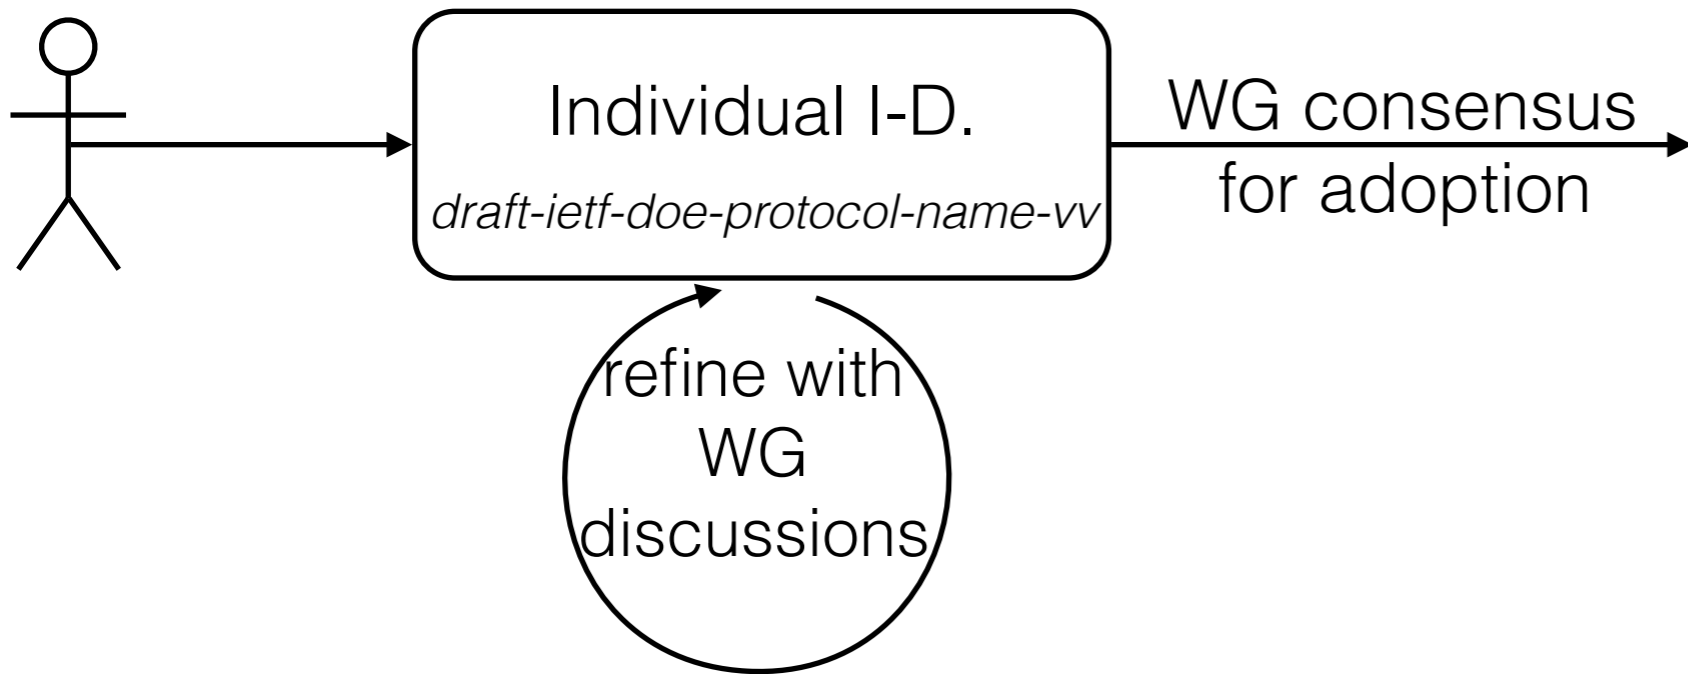 Individual I-D.
draft-ietf-doe-protocol-name-vv
WG consensus
for adoption
refine with
WG
discussions